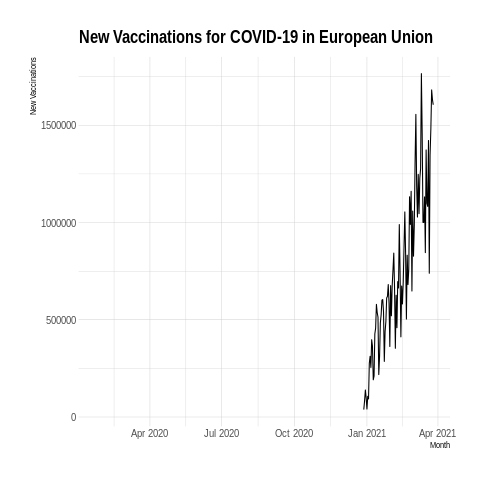 New Vaccinations for COVID-19 in European Union
New Vaccinations
1500000
1000000
500000
0
Apr 2020 Jul 2020 Oct 2020 Jan 2021 Apr 2021
Month